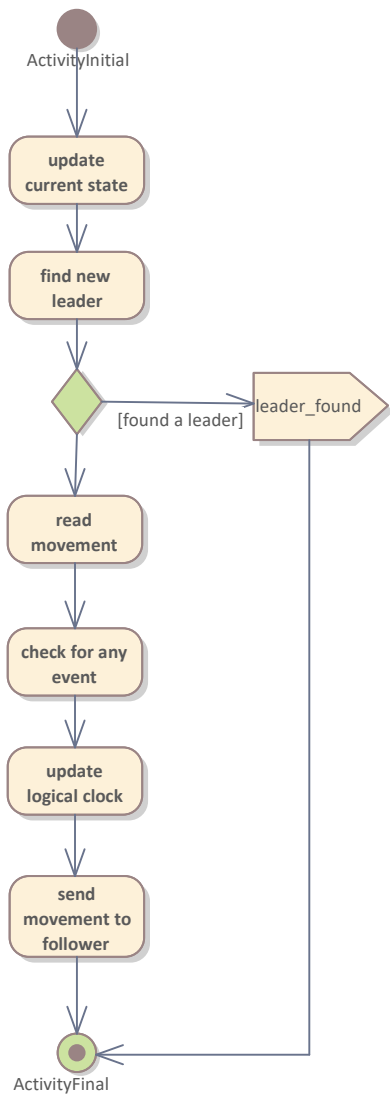 ActivityInitial
update
current state
find new
leader
[found a leader]
leader_found
read
movement
check for any
event
update
logical clock
send
movement to
follower
ActivityFinal